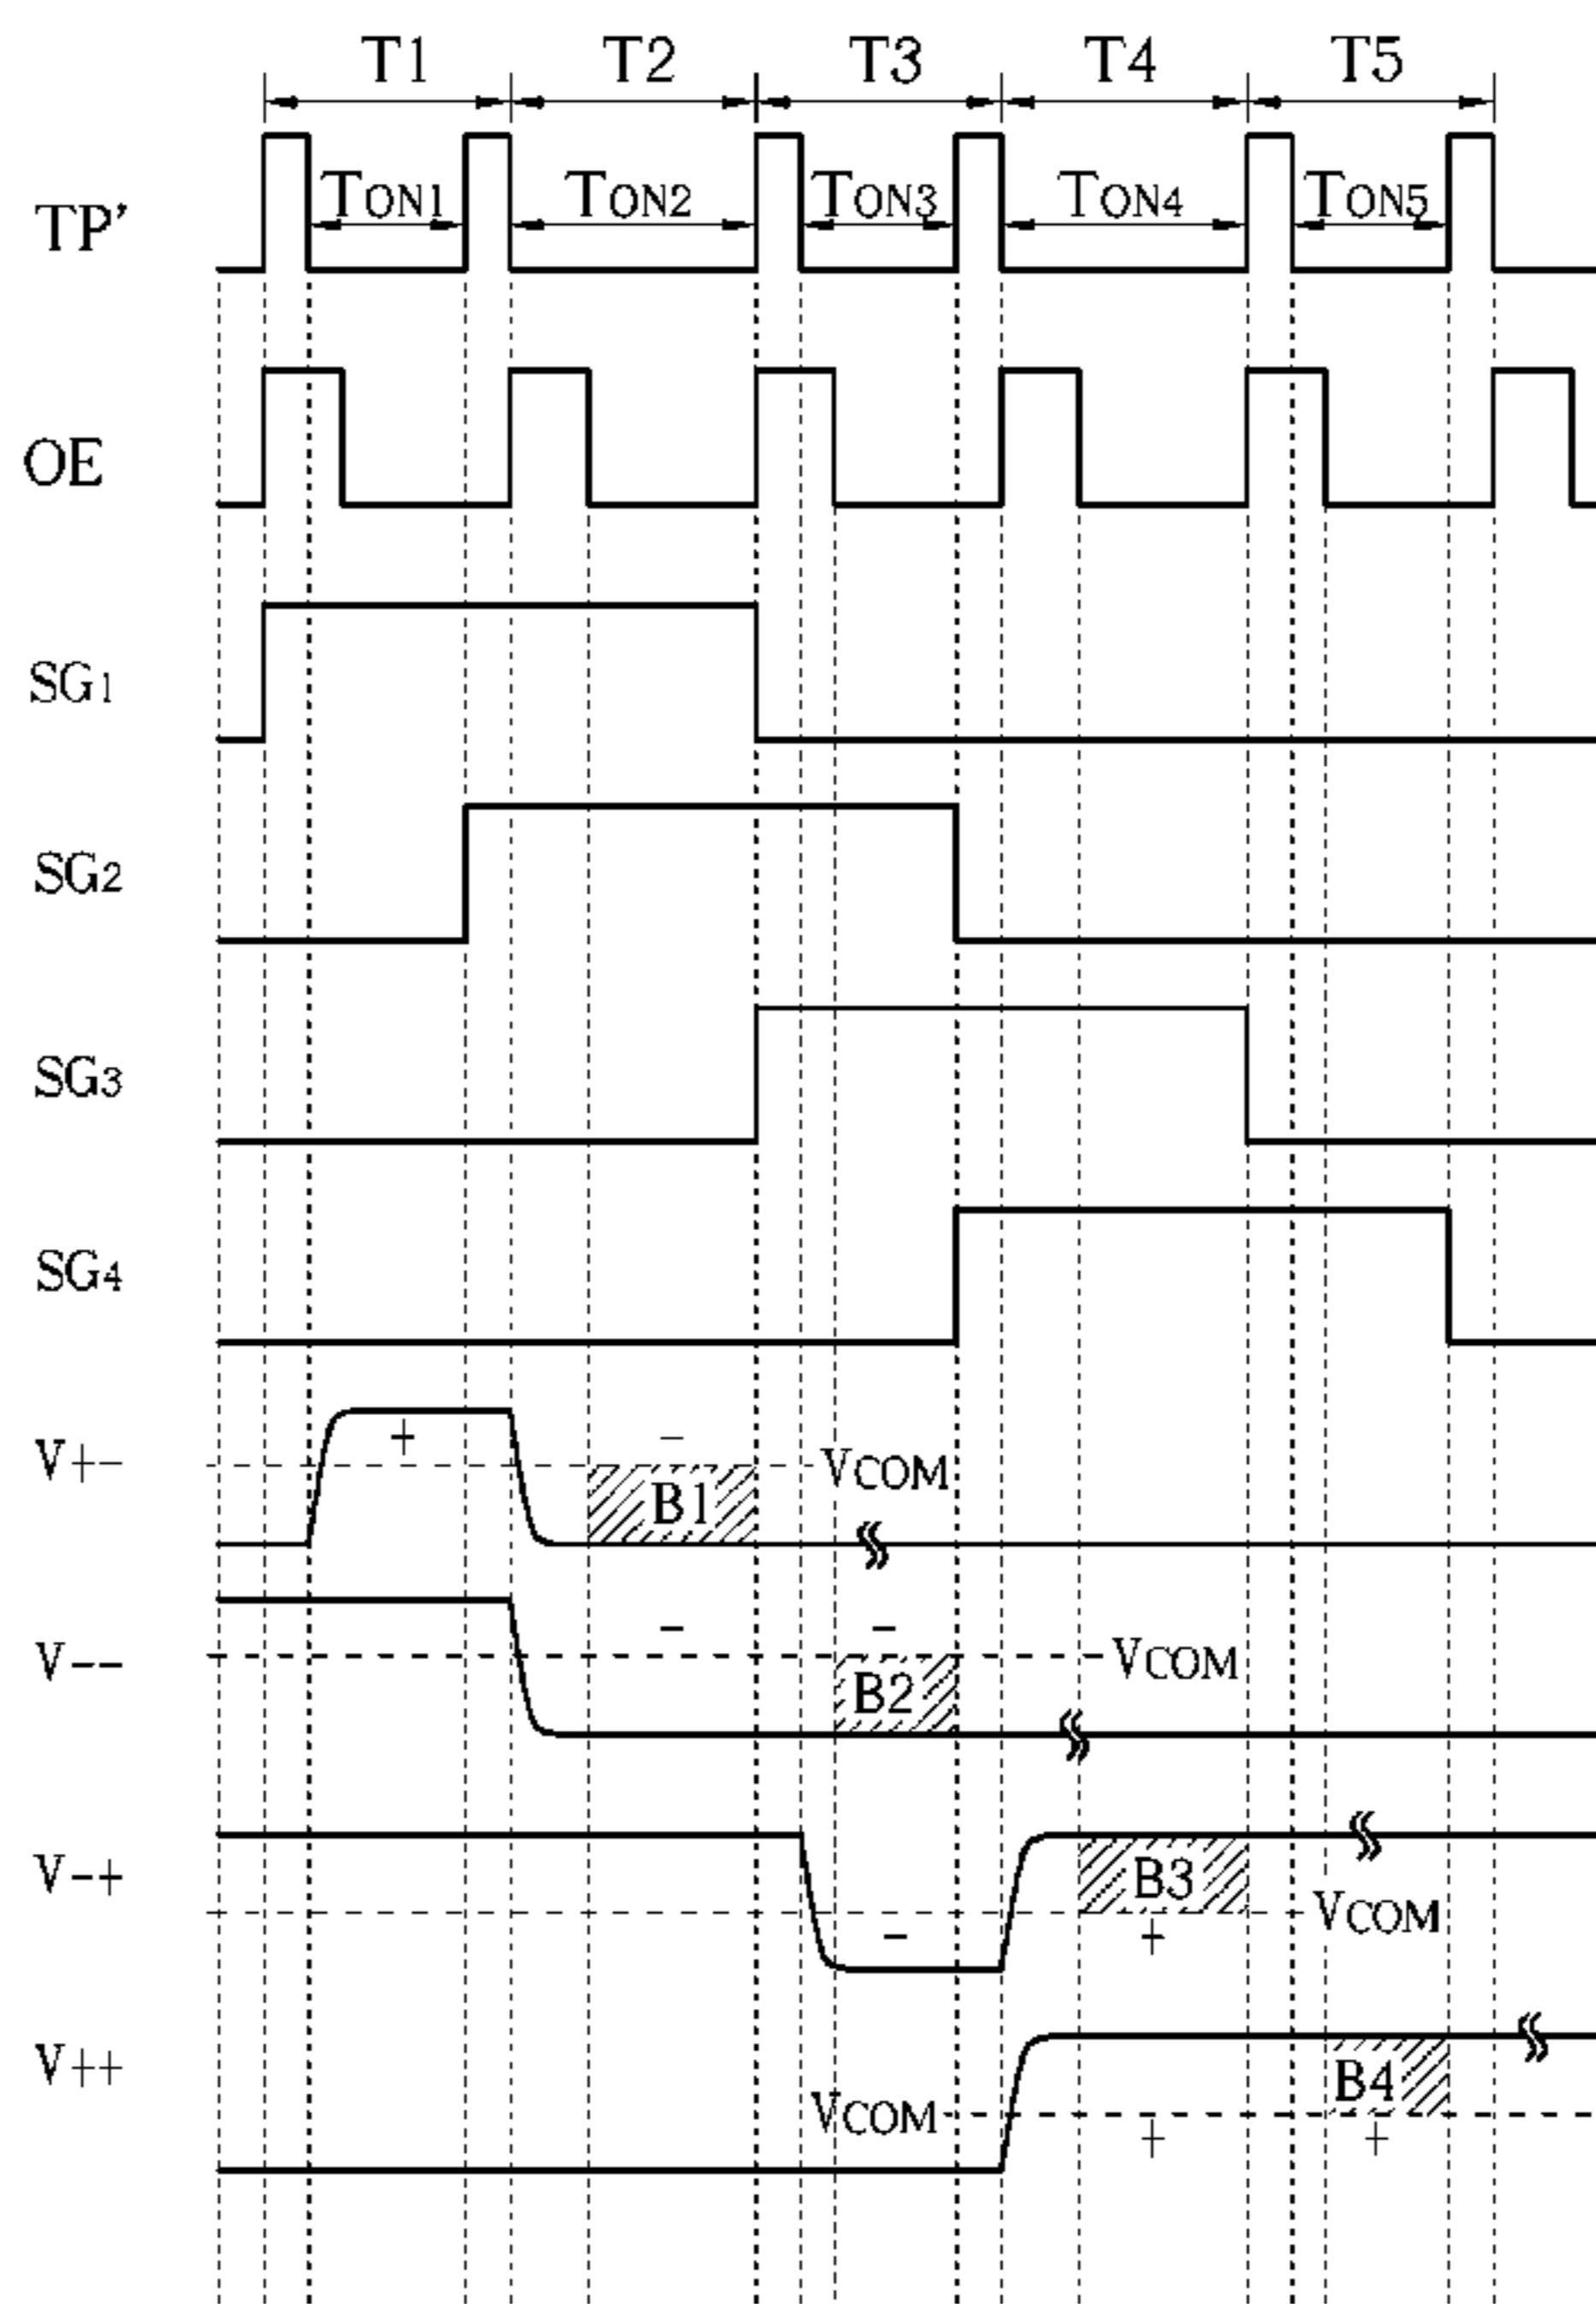 T1 T2 T3 T4 T5
TP' TON1 TON2 TON3 TON4 TON5
OE
SG1
SG2
SG3
SG4
V+- + - B1 VCOM
V-- - - B2 VCOM
V-+ - B3 + VCOM
V++ VCOM B4 + +